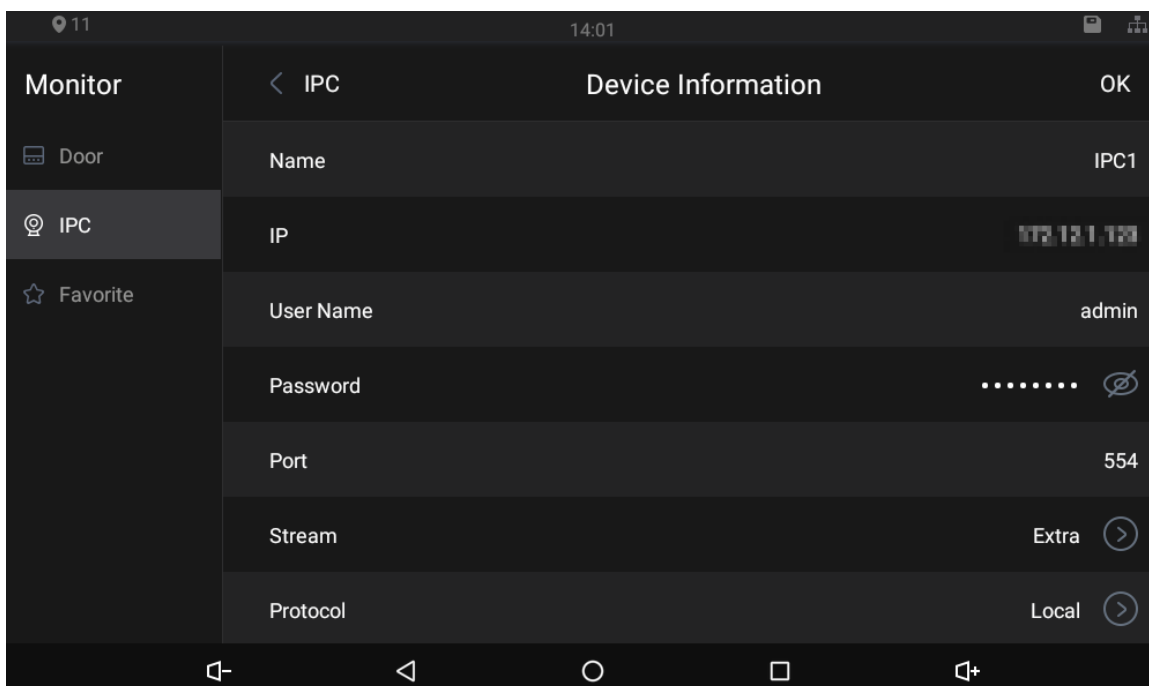 11
14:01
Monitor
IPC
Device Information
OK
Door
Name
IPC1
IPC
IP
Favorite
User Name
admin
Password
Port
554
Stream
Extra
Protocol
Local